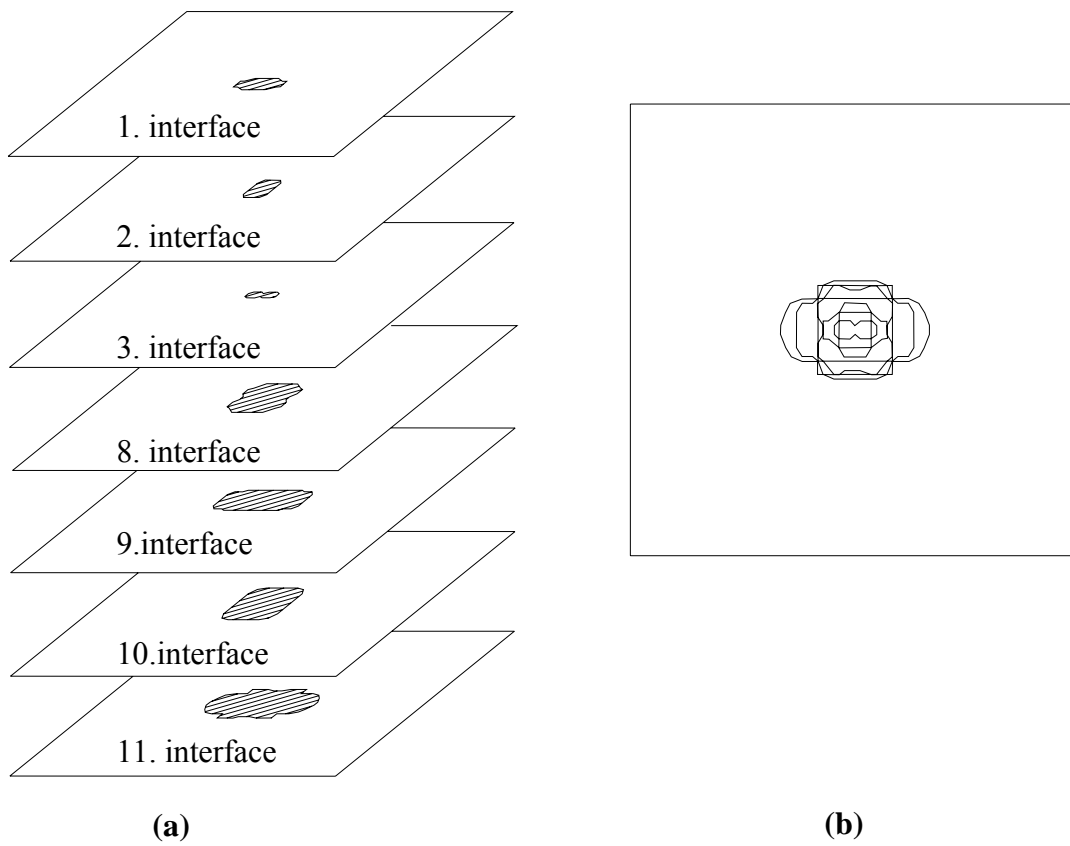 1. interface
2. interface
3. interface
8. interface
9.interface
10.interface
11. interface
(a)
(b)